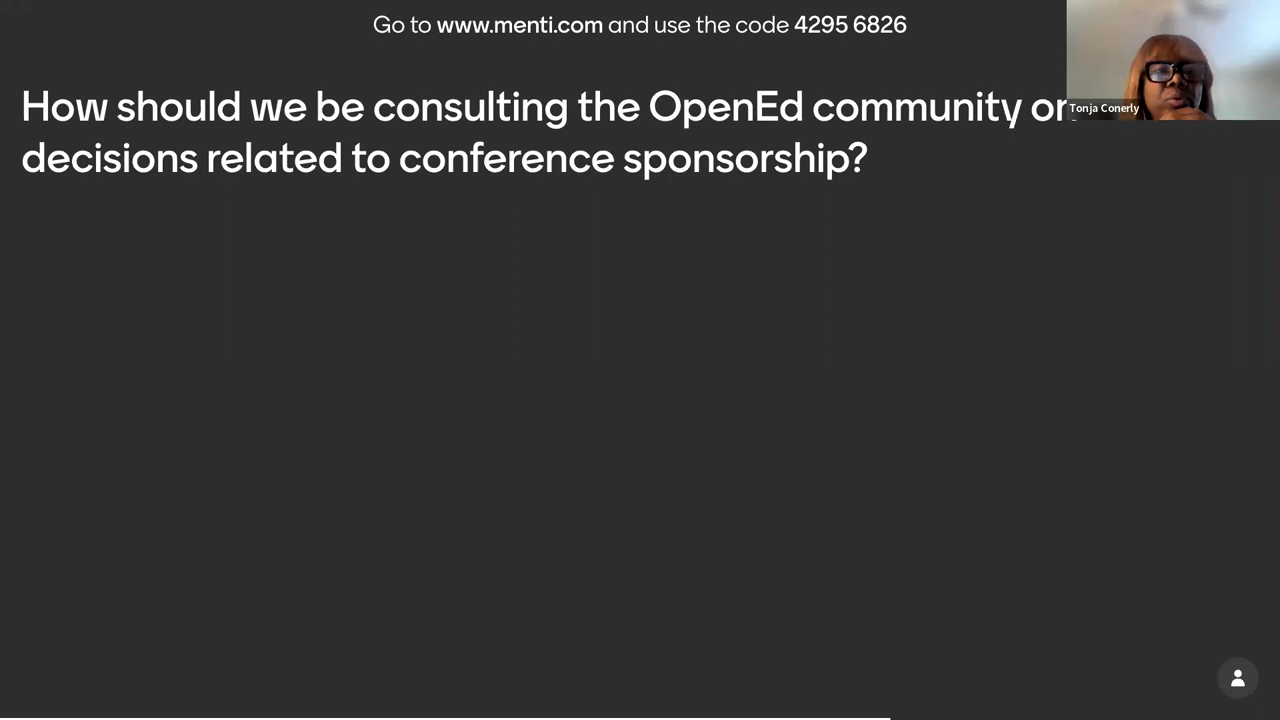 Go to www.menti.com and use the code 4295 6826
How should we be consulting the OpenEd community on
decisions related to conference sponsorship?
Tonja Conerly